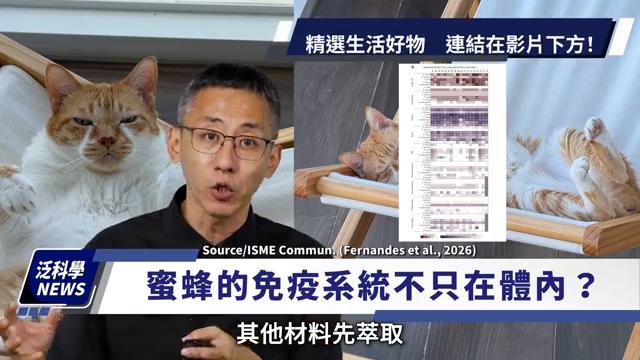 精選生活好物 連結在影片下方!
Source/ISME Commun. (Fernandes et al., 2026)
泛科學
NEWS
蜜蜂的免疫系統不只在體內？
其他材料先萃取